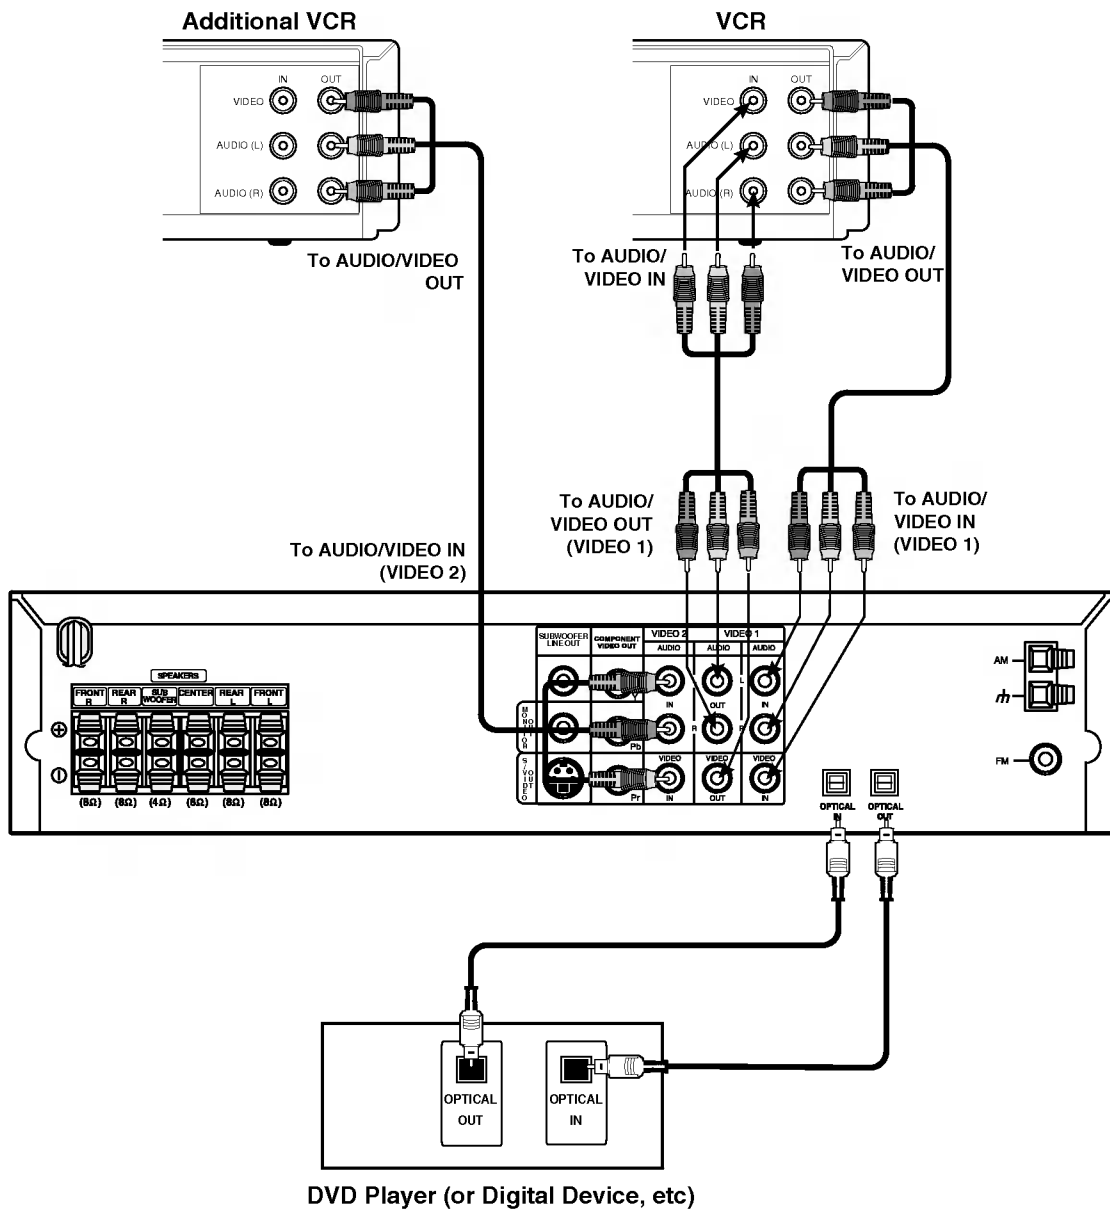 Additional VCR
VCR
IN
OUT
VIDEO
AUDIO (L)
AUDIO (R)
IN
OUT
VIDEO
AUDIO (L)
AUDIO (R)
To AUDIO/VIDEO
OUT
To AUDIO/
VIDEO IN
To AUDIO/
VIDEO OUT
To AUDIO/
VIDEO OUT
(VIDEO 1)
To AUDIO/
VIDEO IN
(VIDEO 1)
To AUDIO/VIDEO IN
(VIDEO 2)
SUBWOOFER
LINE OUT
COMPONENT
VIDEO OUT
VIDEO 2
VIDEO 1
AUDIO
AUDIO
AUDIO
L
IN
OUT
IN
MONITOR
OUT
R
R
Pb
S/VIDEO
OUT
VIDEO
VIDEO
VIDEO
Pr
IN
OUT
IN
SPEAKERS
FRONT
R
REAR
R
SUB
WOOFER
CENTER
REAR
L
FRONT
L
(8Ω)
(8Ω)
(4Ω)
(8Ω)
(8Ω)
(8Ω)
AM
FM
OPTICAL
IN
OPTICAL
OUT
OPTICAL
OUT
OPTICAL
IN
DVD Player (or Digital Device, etc)